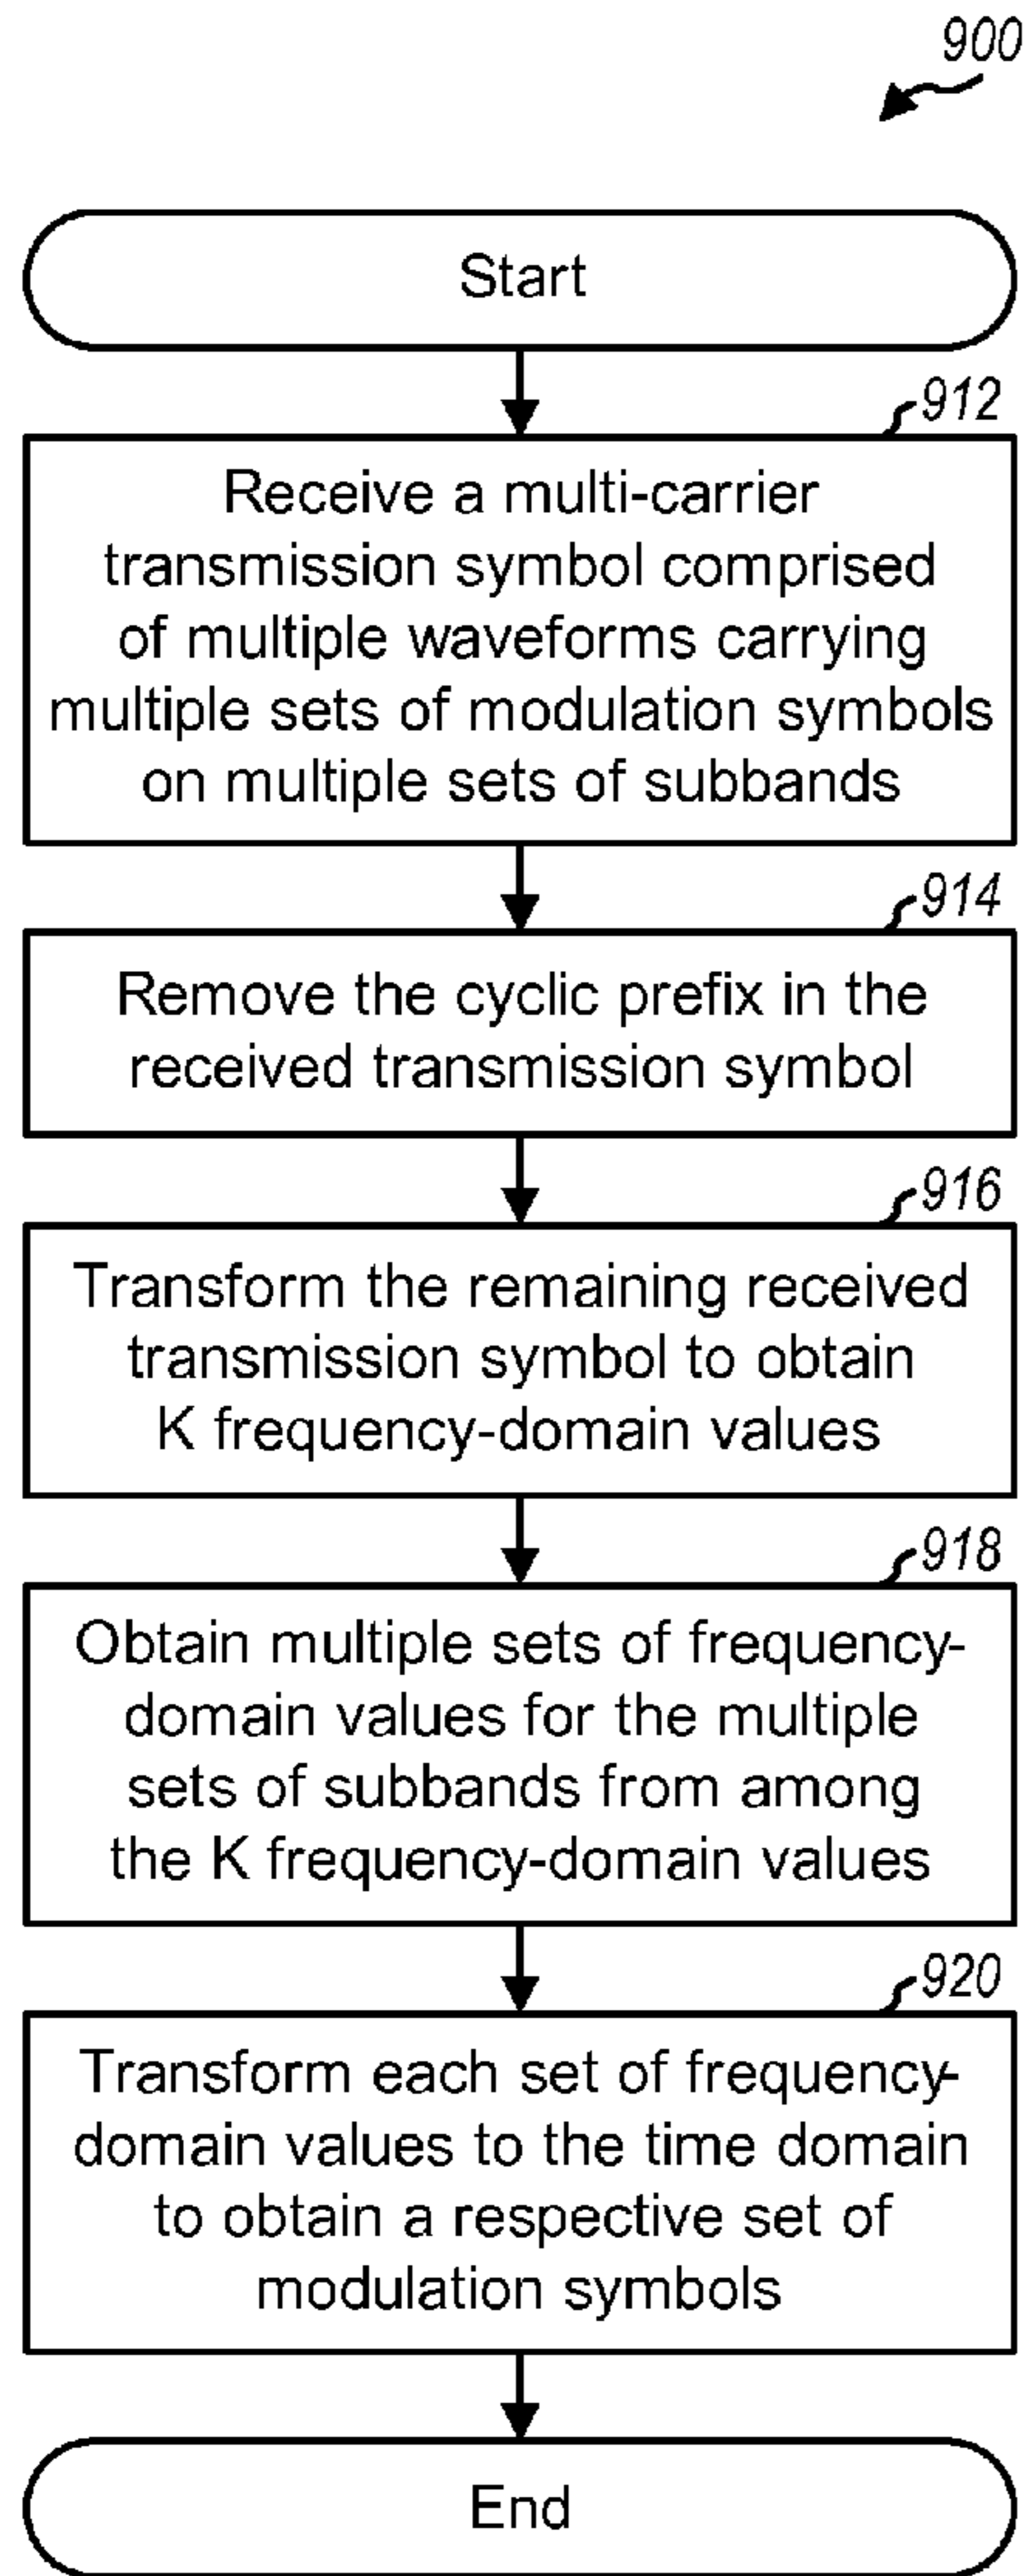 900
Start
912
Receive a multi-carrier
transmission symbol comprised
of multiple waveforms carrying
multiple sets of modulation symbols
on multiple sets of subbands
914
Remove the cyclic prefix in the
received transmission symbol
916
Transform the remaining received
transmission symbol to obtain
K frequency-domain values
918
Obtain multiple sets of frequency-
domain values for the multiple
sets of subbands from among
the K frequency-domain values
920
Transform each set of frequency-
domain values to the time domain
to obtain a respective set of
modulation symbols
End